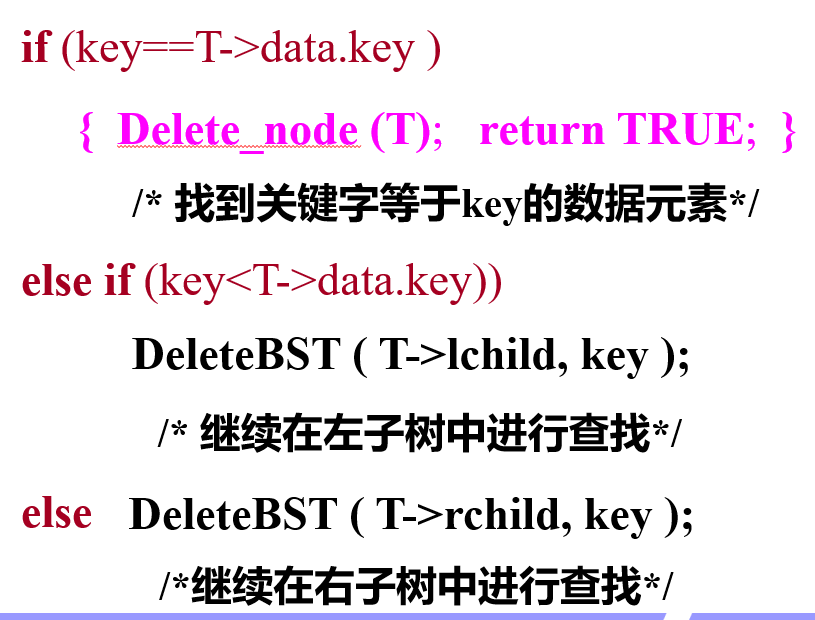 if (key==T->data.key )
{ Delete_node (T); return TRUE; }
/* 找到关键字等于key的数据元素*/
else if (key<T->data.key))
DeleteBST ( T->lchild, key );
/* 继续在左子树中进行查找*/
else DeleteBST ( T->rchild, key );
/*继续在右子树中进行查找*/